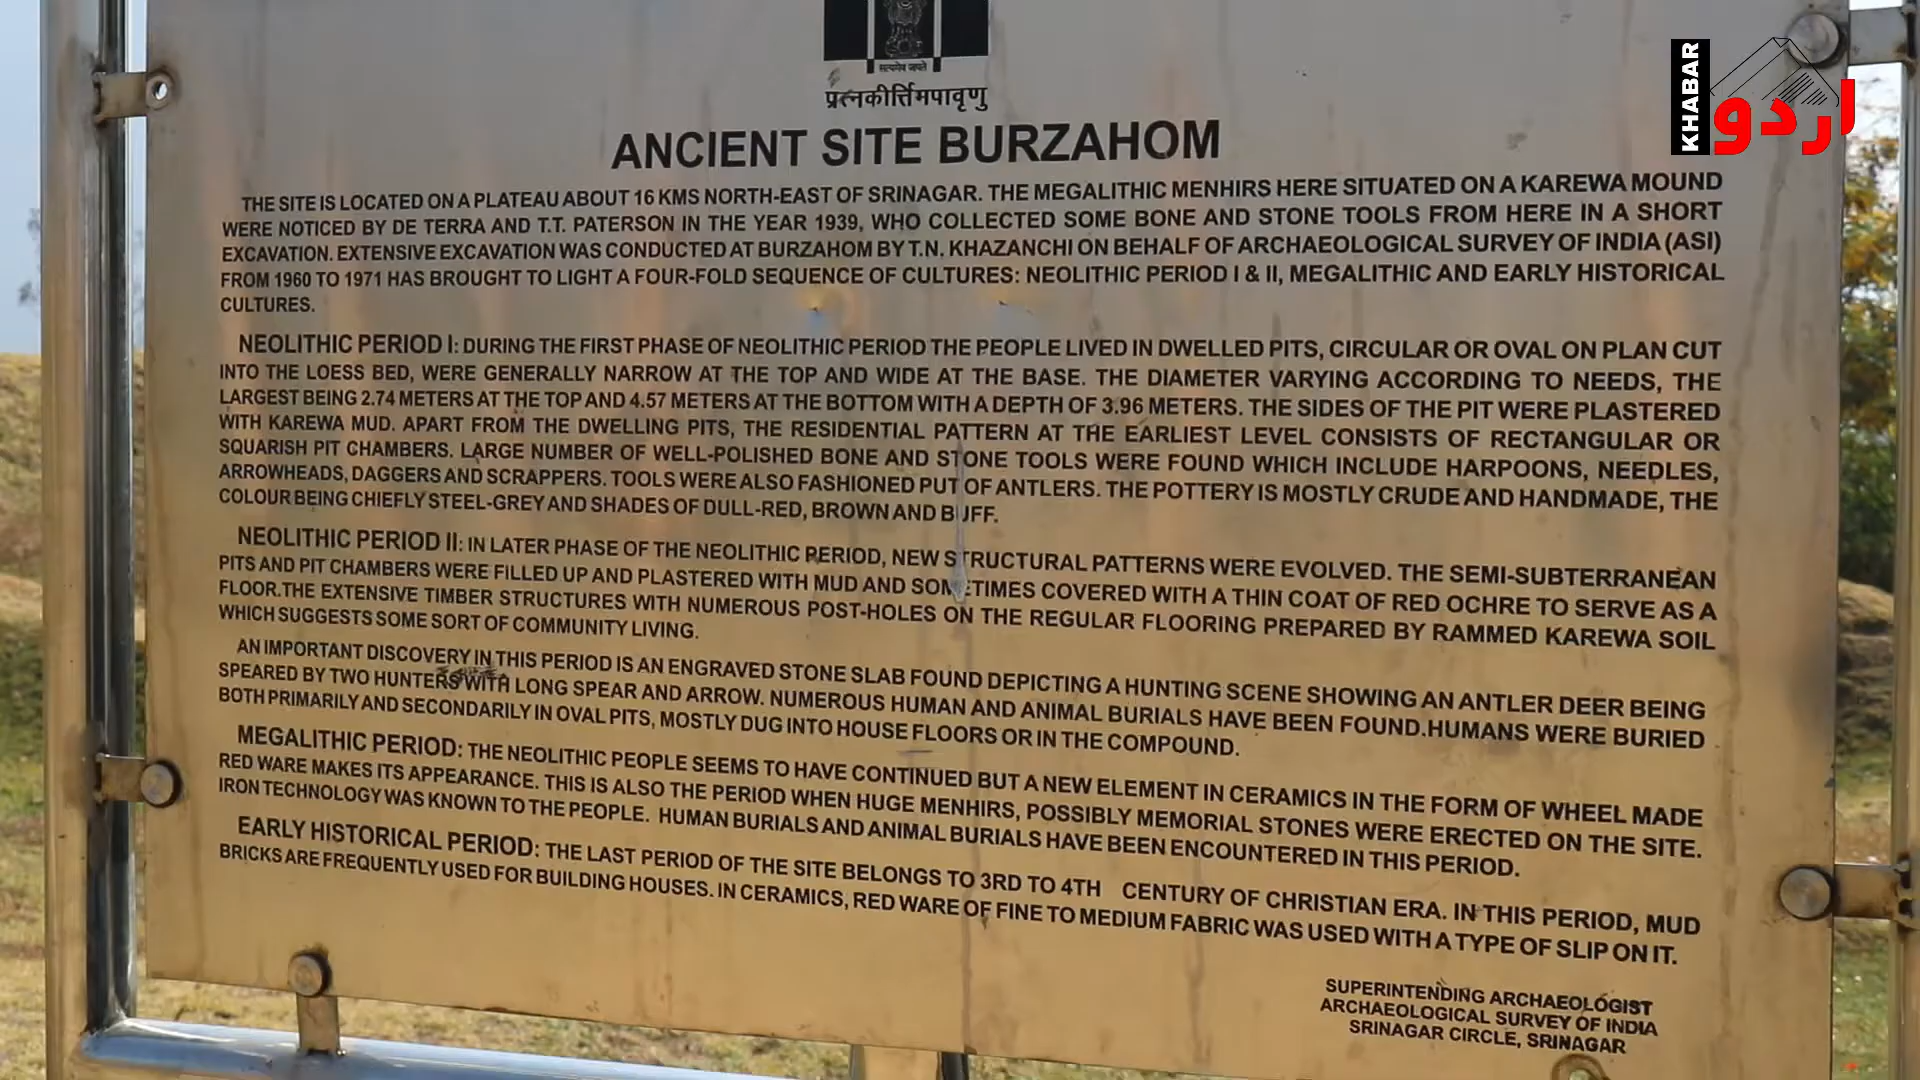 सत्यमेव जयते
प्रत्नकीर्त्तिमपावृणु
KHABAR
اردو
ANCIENT SITE BURZAHOM
THE SITE IS LOCATED ON A PLATEAU ABOUT 16 KMS NORTH-EAST OF SRINAGAR. THE MEGALITHIC MENHIRS HERE SITUATED ON A KAREWA MOUND
WERE NOTICED BY DE TERRA AND T.T. PATERSON IN THE YEAR 1939, WHO COLLECTED SOME BONE AND STONE TOOLS FROM HERE IN A SHORT
EXCAVATION. EXTENSIVE EXCAVATION WAS CONDUCTED AT BURZAHOM BY T.N. KHAZANCHI ON BEHALF OF ARCHAEOLOGICAL SURVEY OF INDIA (ASI)
FROM 1960 TO 1971 HAS BROUGHT TO LIGHT A FOUR-FOLD SEQUENCE OF CULTURES: NEOLITHIC PERIOD I & II, MEGALITHIC AND EARLY HISTORICAL
CULTURES.
NEOLITHIC PERIOD I: DURING THE FIRST PHASE OF NEOLITHIC PERIOD THE PEOPLE LIVED IN DWELLED PITS, CIRCULAR OR OVAL ON PLAN CUT
INTO THE LOESS BED, WERE GENERALLY NARROW AT THE TOP AND WIDE AT THE BASE. THE DIAMETER VARYING ACCORDING TO NEEDS, THE
LARGEST BEING 2.74 METERS AT THE TOP AND 4.57 METERS AT THE BOTTOM WITH A DEPTH OF 3.96 METERS. THE SIDES OF THE PIT WERE PLASTERED
WITH KAREWA MUD. APART FROM THE DWELLING PITS, THE RESIDENTIAL PATTERN AT THE EARLIEST LEVEL CONSISTS OF RECTANGULAR OR
SQUARISH PIT CHAMBERS. LARGE NUMBER OF WELL-POLISHED BONE AND STONE TOOLS WERE FOUND WHICH INCLUDE HARPOONS, NEEDLES,
ARROWHEADS, DAGGERS AND SCRAPPERS. TOOLS WERE ALSO FASHIONED PUT OF ANTLERS. THE POTTERY IS MOSTLY CRUDE AND HANDMADE, THE
COLOUR BEING CHIEFLY STEEL-GREY AND SHADES OF DULL-RED, BROWN AND BUFF.
NEOLITHIC PERIOD II: IN LATER PHASE OF THE NEOLITHIC PERIOD, NEW STRUCTURAL PATTERNS WERE EVOLVED. THE SEMI-SUBTERRANEAN
PITS AND PIT CHAMBERS WERE FILLED UP AND PLASTERED WITH MUD AND SOMETIMES COVERED WITH A THIN COAT OF RED OCHRE TO SERVE AS A
FLOOR.THE EXTENSIVE TIMBER STRUCTURES WITH NUMEROUS POST-HOLES ON THE REGULAR FLOORING PREPARED BY RAMMED KAREWA SOIL
WHICH SUGGESTS SOME SORT OF COMMUNITY LIVING.
AN IMPORTANT DISCOVERY IN THIS PERIOD IS AN ENGRAVED STONE SLAB FOUND DEPICTING A HUNTING SCENE SHOWING AN ANTLER DEER BEING
SPEARED BY TWO HUNTERS WITH LONG SPEAR AND ARROW. NUMEROUS HUMAN AND ANIMAL BURIALS HAVE BEEN FOUND.HUMANS WERE BURIED
BOTH PRIMARILY AND SECONDARILY IN OVAL PITS, MOSTLY DUG INTO HOUSE FLOORS OR IN THE COMPOUND.
MEGALITHIC PERIOD: THE NEOLITHIC PEOPLE SEEMS TO HAVE CONTINUED BUT A NEW ELEMENT IN CERAMICS IN THE FORM OF WHEEL MADE
RED WARE MAKES ITS APPEARANCE. THIS IS ALSO THE PERIOD WHEN HUGE MENHIRS, POSSIBLY MEMORIAL STONES WERE ERECTED ON THE SITE.
IRON TECHNOLOGY WAS KNOWN TO THE PEOPLE. HUMAN BURIALS AND ANIMAL BURIALS HAVE BEEN ENCOUNTERED IN THIS PERIOD.
EARLY HISTORICAL PERIOD: THE LAST PERIOD OF THE SITE BELONGS TO 3RD TO 4TH CENTURY OF CHRISTIAN ERA. IN THIS PERIOD, MUD
BRICKS ARE FREQUENTLY USED FOR BUILDING HOUSES. IN CERAMICS, RED WARE OF FINE TO MEDIUM FABRIC WAS USED WITH A TYPE OF SLIP ON IT.
SUPERINTENDING ARCHAEOLOGIST
ARCHAEOLOGICAL SURVEY OF INDIA
SRINAGAR CIRCLE, SRINAGAR